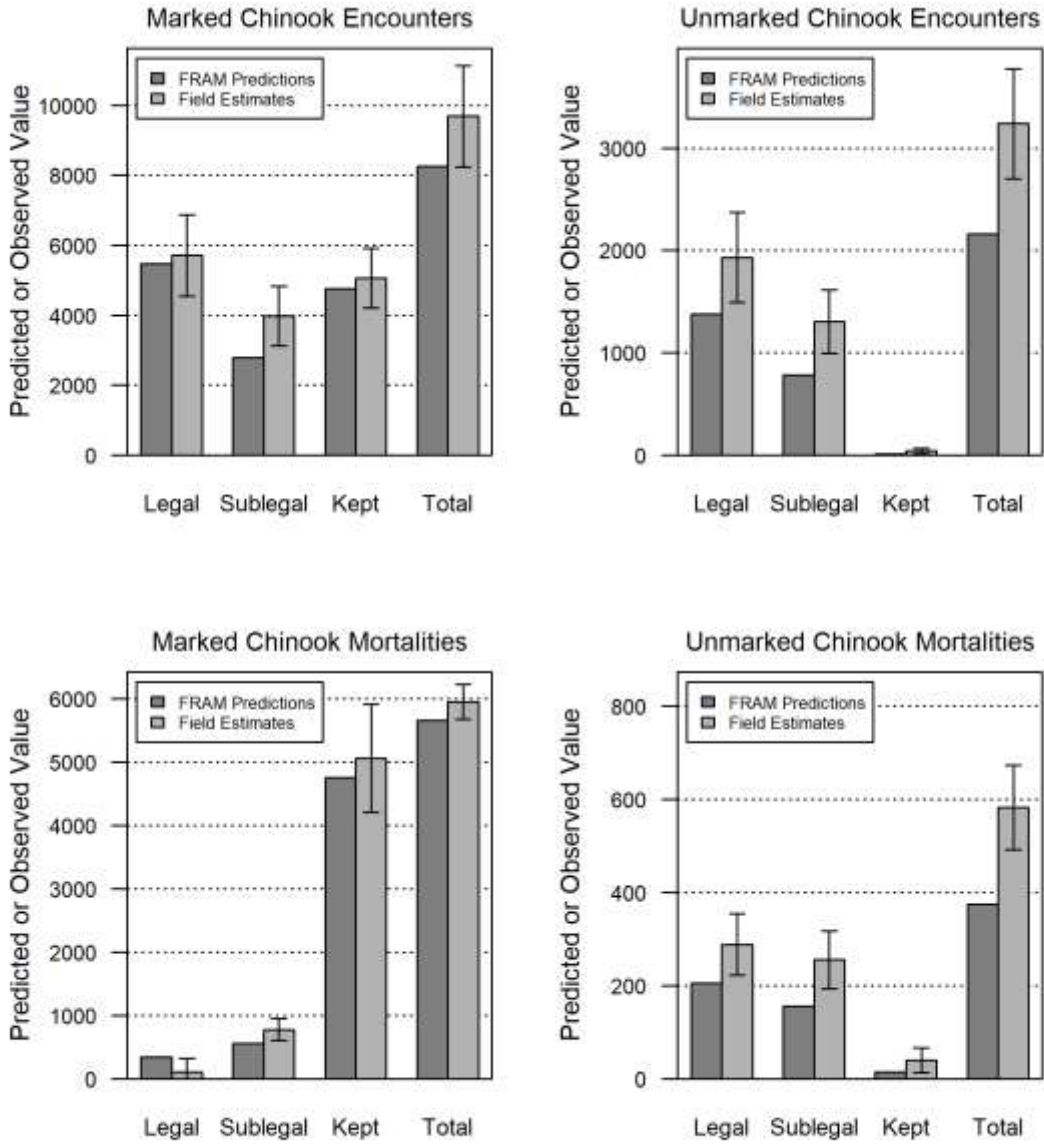 Marked Chinook Encounters
Predicted or Observed Value
FRAM Predictions
Field Estimates
10000
8000
6000
4000
2000
0
Legal Sublegal Kept Total
Unmarked Chinook Encounters
Predicted or Observed Value
FRAM Predictions
Field Estimates
3000
2000
1000
0
Legal Sublegal Kept Total
Marked Chinook Mortalities
Predicted or Observed Value
FRAM Predictions
Field Estimates
6000
5000
4000
3000
2000
1000
0
Legal Sublegal Kept Total
Unmarked Chinook Mortalities
Predicted or Observed Value
FRAM Predictions
Field Estimates
800
600
400
200
0
Legal Sublegal Kept Total